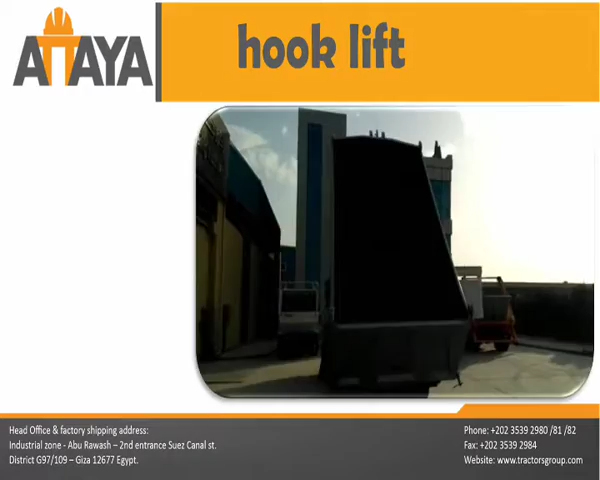 ATTAYA
hook lift
Head Office & factory shipping address:
Industrial zone - Abu Rawash – 2nd entrance Suez Canal st.
District G97/109 – Giza 12677 Egypt.
Phone: +202 3539 2980 /81 /82
Fax: +202 3539 2984
Website: www.tractorsgroup.com